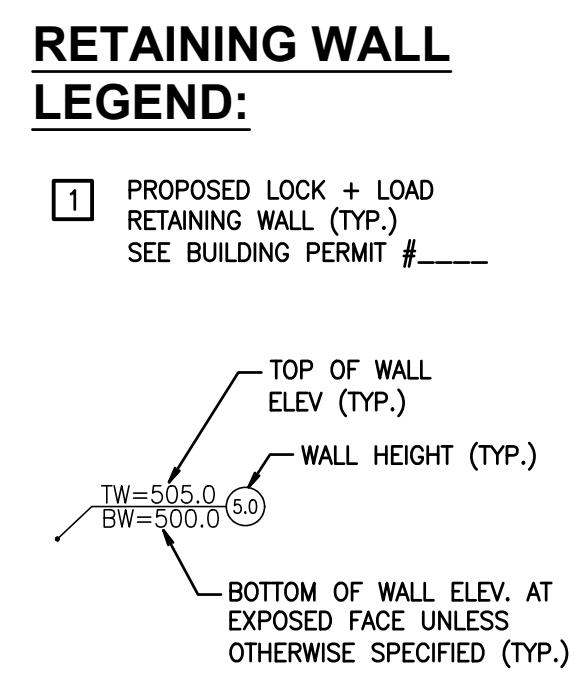 RETAINING WALL
LEGEND:
1 PROPOSED LOCK + LOAD
RETAINING WALL (TYP.)
SEE BUILDING PERMIT #____
TOP OF WALL
ELEV (TYP.)
WALL HEIGHT (TYP.)
TW=505.0
BW=500.0
5.0
BOTTOM OF WALL ELEV. AT
EXPOSED FACE UNLESS
OTHERWISE SPECIFIED (TYP.)